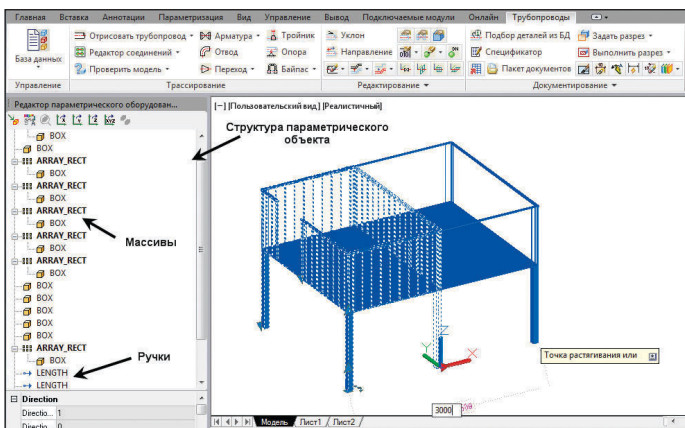 Главная Вставка Аннотации Параметризация Вид Управление Вывод Подключаемые модули Онлайн Трубопроводы
База данных
Отрисовать трубопровод Арматура Тройник Уклон Подбор деталей из БД Задать разрез
Редактор соединений Отвод Опора Направление Спецификатор Выполнить разрез
Проверить модель Переход Байпас Пакет документов
Управление Трассирование Редактирование Документирование
Редактор параметрического оборудован...
[−] [Пользовательский вид] [Реалистичный]
Структура параметрического
объекта
BOX
BOX
ARRAY_RECT
BOX
ARRAY_RECT
BOX
ARRAY_RECT
BOX
Массивы
ARRAY_RECT
BOX
ARRAY_RECT
BOX
BOX
BOX
BOX
BOX
ARRAY_RECT
BOX
Ручки
LENGTH
LENGTH
Точка растягивания или
X
Y
Z
Direction
Directio... 1
Directio... 0
3000
Модель Лист1 Лист2